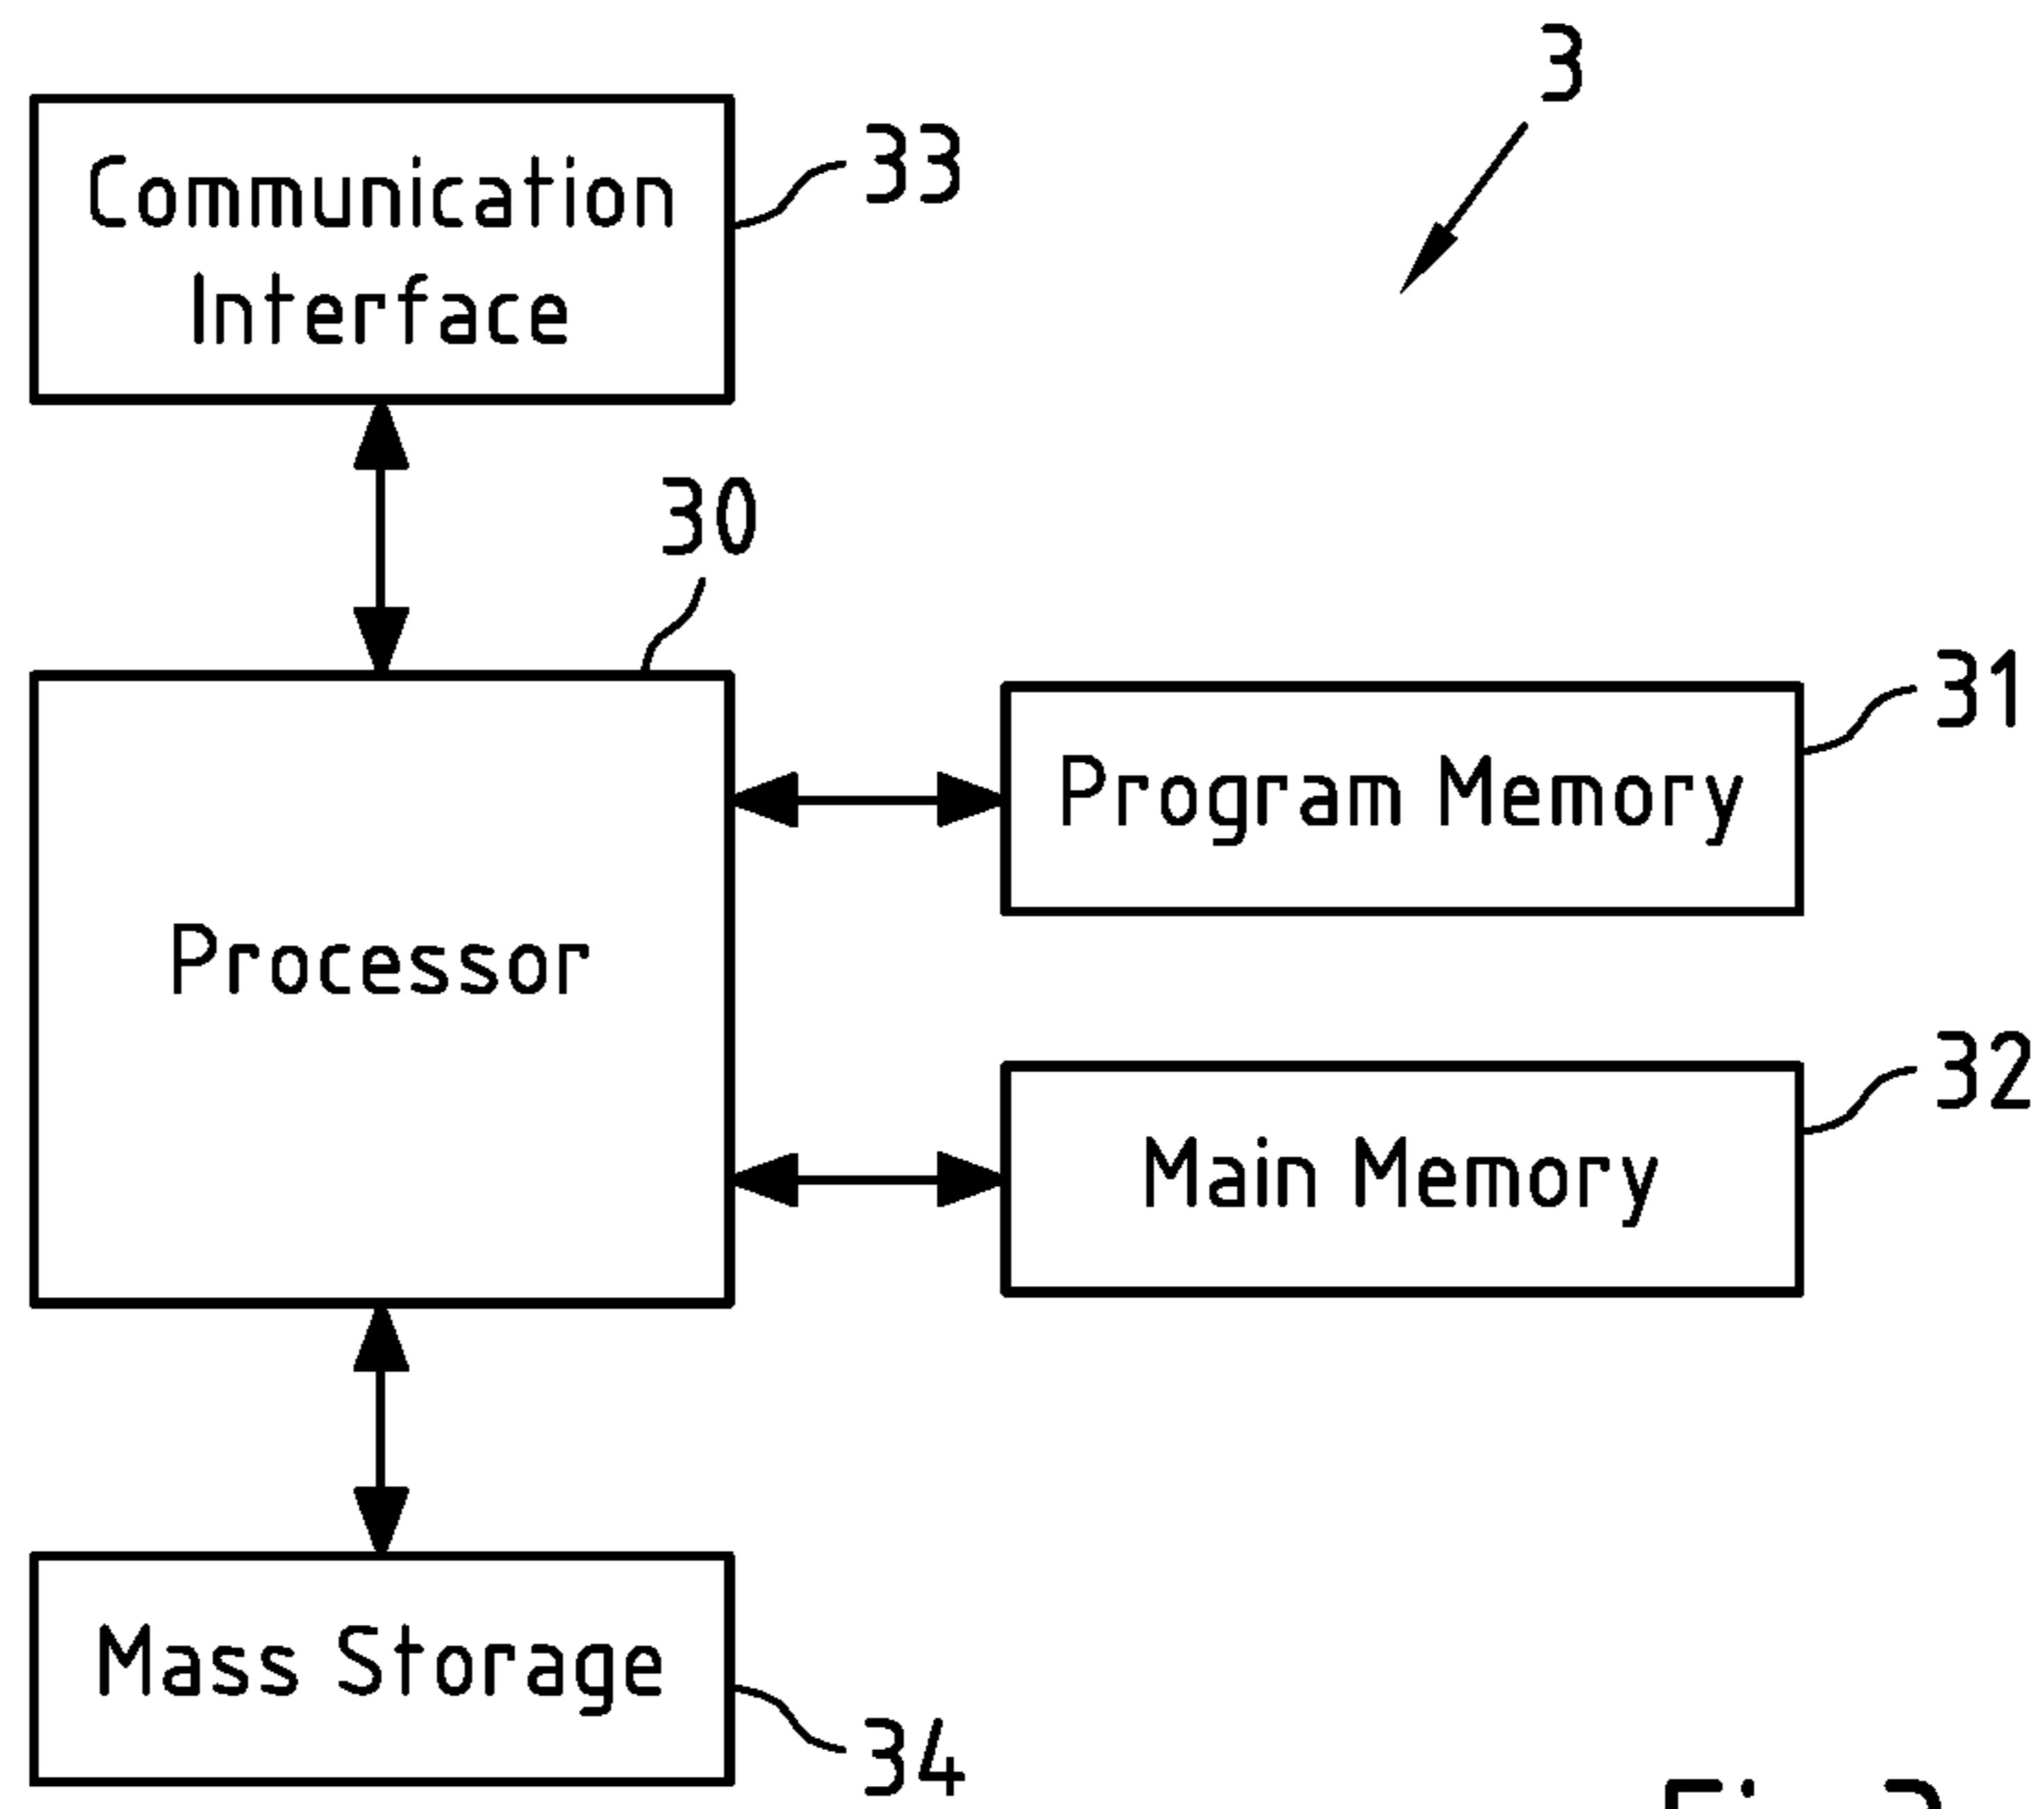 3
Communication
Interface
33
30
Processor
Program Memory
31
Main Memory
32
Mass Storage
34